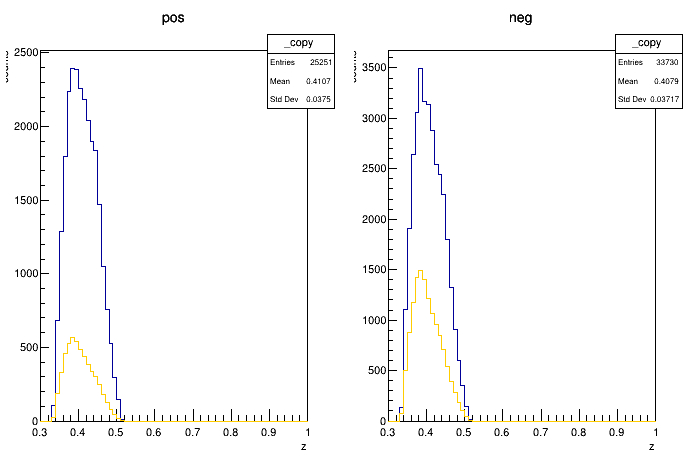 pos
_copy
Entries 25251
Mean 0.4107
Std Dev 0.0375
2500
2000
1500
1000
500
0
0.3 0.4 0.5 0.6 0.7 0.8 0.9 1
z
neg
_copy
Entries 33730
Mean 0.4079
Std Dev 0.03717
3500
3000
2500
2000
1500
1000
500
0
0.3 0.4 0.5 0.6 0.7 0.8 0.9 1
z